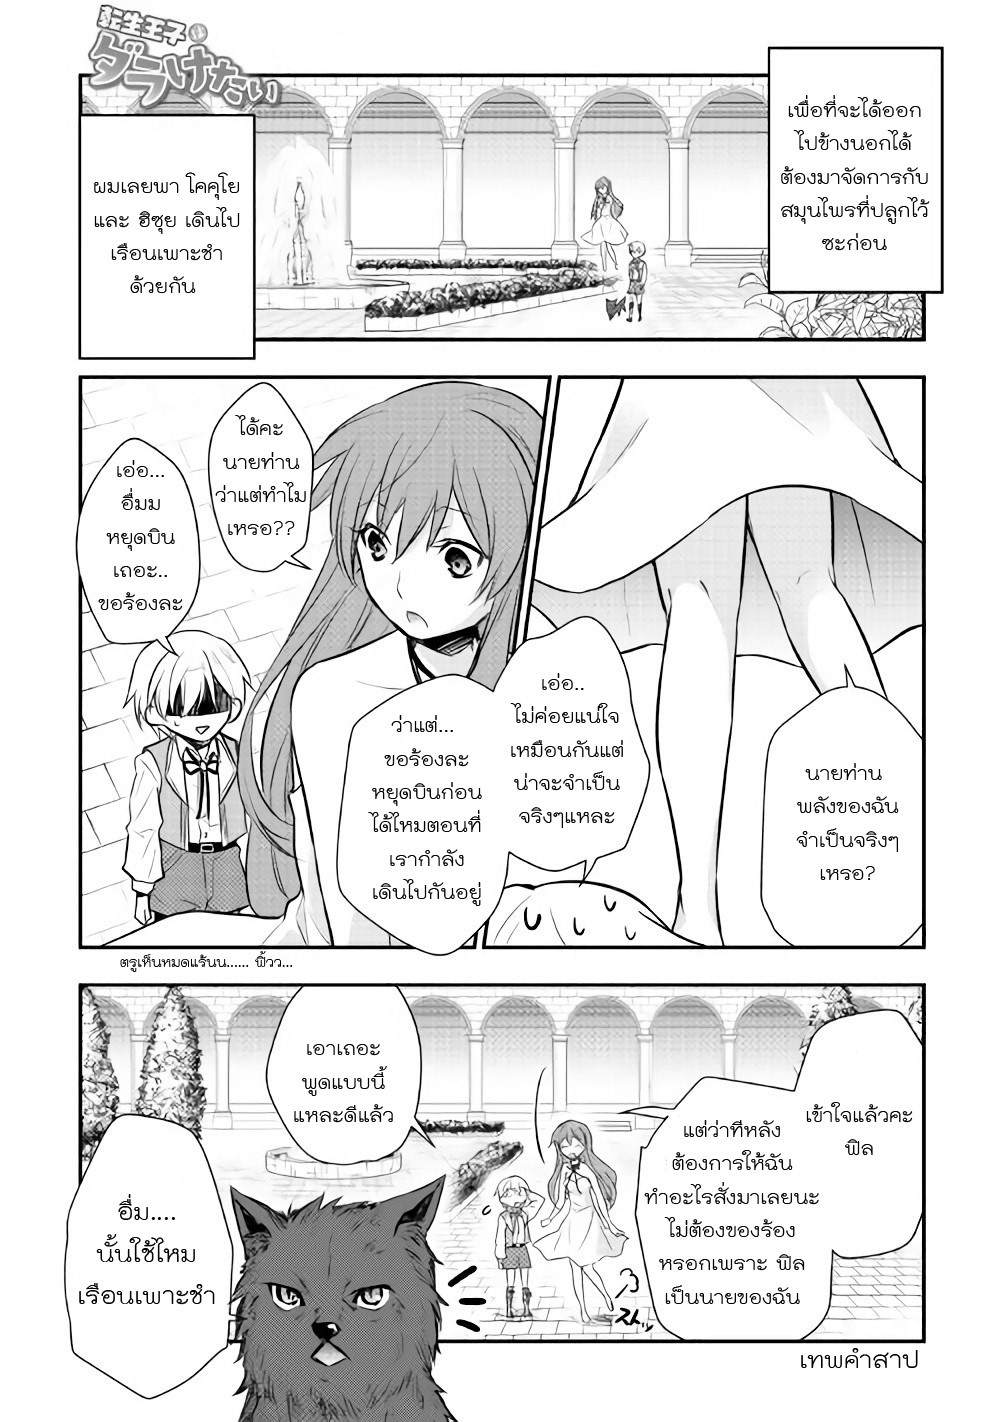 転生王子は
ダラけたい
เพื่อที่จะได้ออก
ไปข้างนอกได้
ต้องมาจัดการกับ
สมุนไพรที่ปลูกไว้
ซะก่อน
ผมเลยพา โคคุโย
และ ฮิซุย เดินไป
เรือนเพาะชำ
ด้วยกัน
นายท่าน
พลังของฉัน
จำเป็นจริงๆ
เหรอ?
เอ่อ..
ไม่ค่อยแน่ใจ
เหมือนกันแต่
น่าจะจำเป็น
จริงๆแหละ
ว่าแต่...
ขอร้องละ
หยุดบินก่อน
ได้ไหมตอนที่
เรากำลัง
เดินไปกันอยู่
ได้คะ
นายท่าน
ว่าแต่ทำไม
เหรอ??
เอ่อ...
อื่มม
หยุดบิน
เถอะ..
ขอร้องละ
ตรูเห็นหมดแร้นน...... ฟิ้วว...
เข้าใจแล้วคะ
ฟิล
แต่ว่าทีหลัง
ต้องการให้ฉัน
ทำอะไรสั่งมาเลยนะ
ไม่ต้องของร้อง
หรอกเพราะ ฟิล
เป็นนายของฉัน
ストッ
เอาเถอะ
พูดแบบนี้
แหละดีแล้ว
อื่ม....
นั้นใช้ไหม
เรือนเพาะชำ
เทพคำสาป